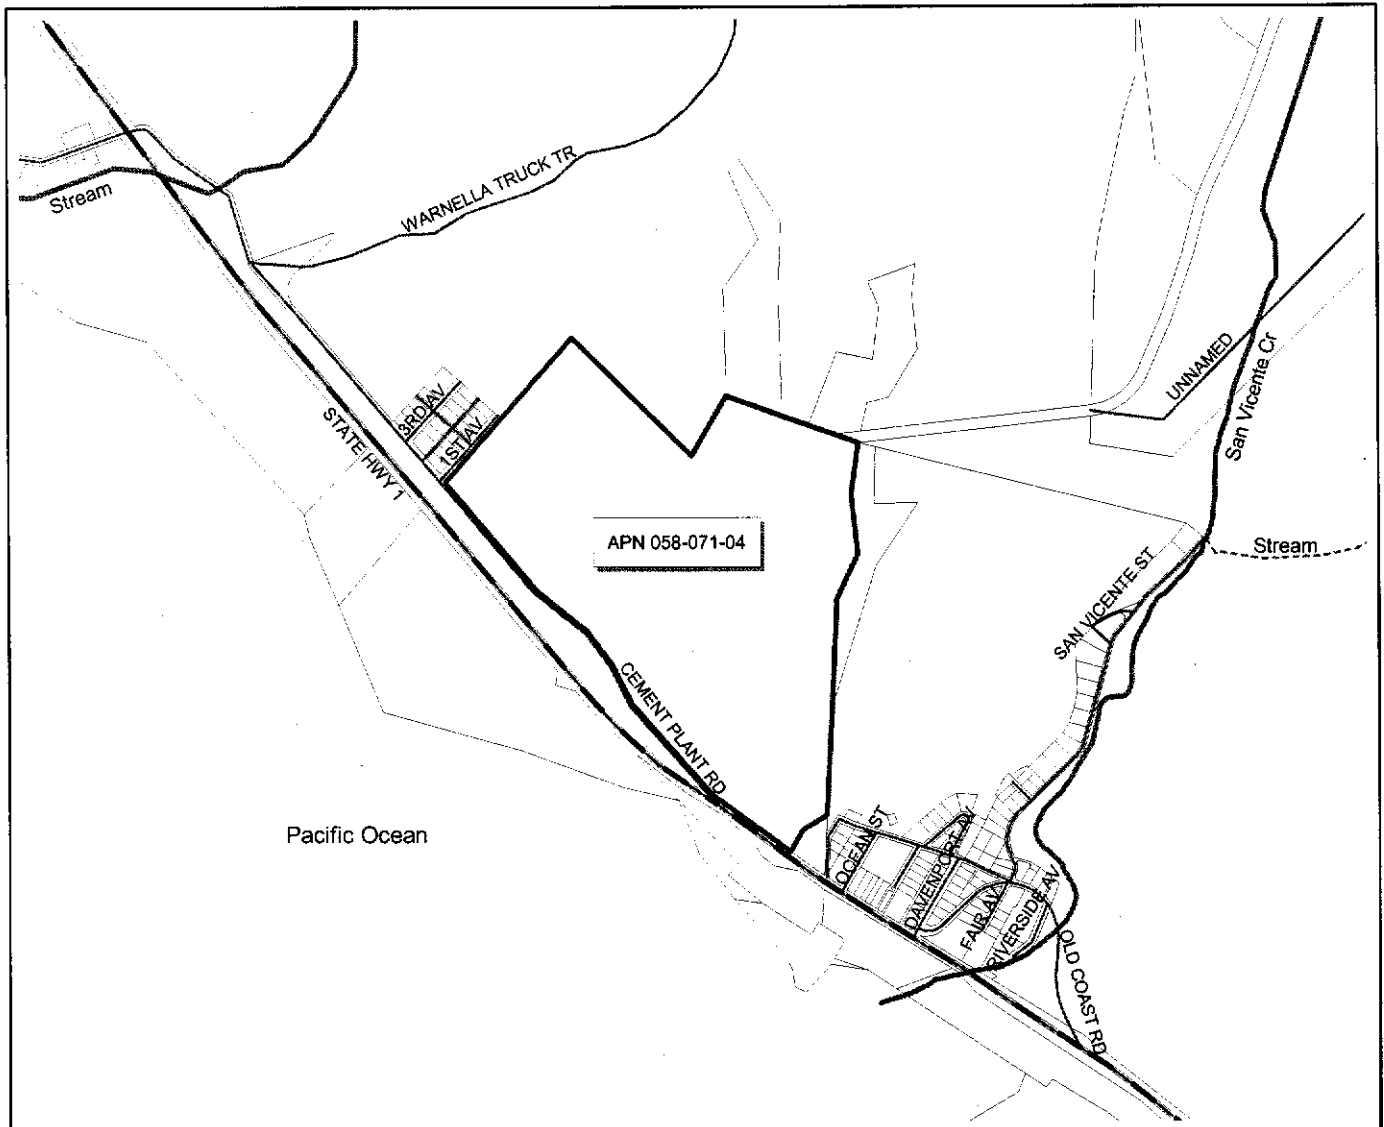 Stream
WARNELLA TRUCK TR
UNNAMED
San Vicente Cr
3RD AV
1ST AV
STATE HWY 1
APN 058-071-04
Stream
SAN VICENTE ST
CEMENT PLANT RD
Pacific Ocean
OCEAN ST
DAVENPORT AV
FAIR AV
RIVERSIDE AV
OLD COAST RD